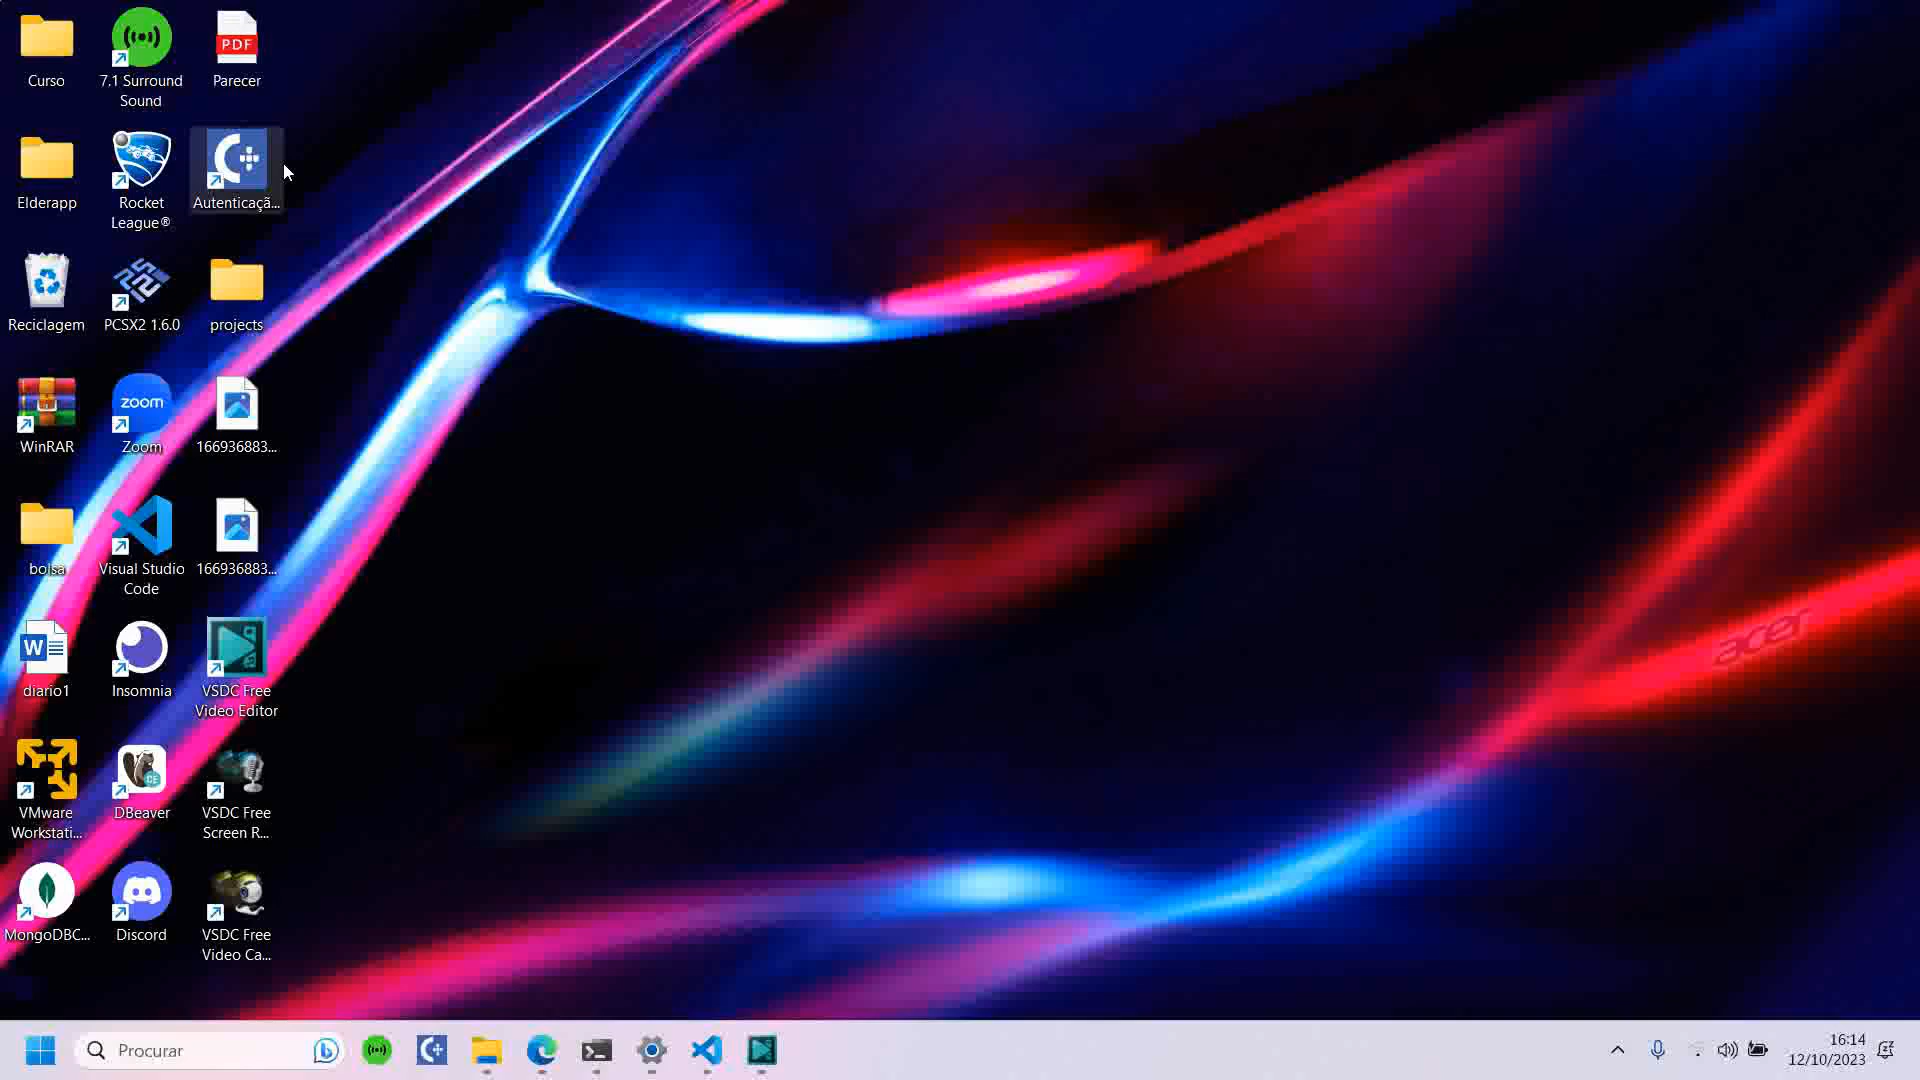 Curso
7.1 Surround
Sound
PDF
Parecer
Elderapp
Rocket
League®
Autenticaçã...
Reciclagem
PCSX2 1.6.0
projects
WinRAR
zoom
Zoom
166936883...
bolsa
Visual Studio
Code
166936883...
W
diario1
Insomnia
VSDC Free
Video Editor
VMware
Workstati...
CE
DBeaver
VSDC Free
Screen R...
MongoDBC...
Discord
VSDC Free
Video Ca...
acer
Procurar
16:14
12/10/2023